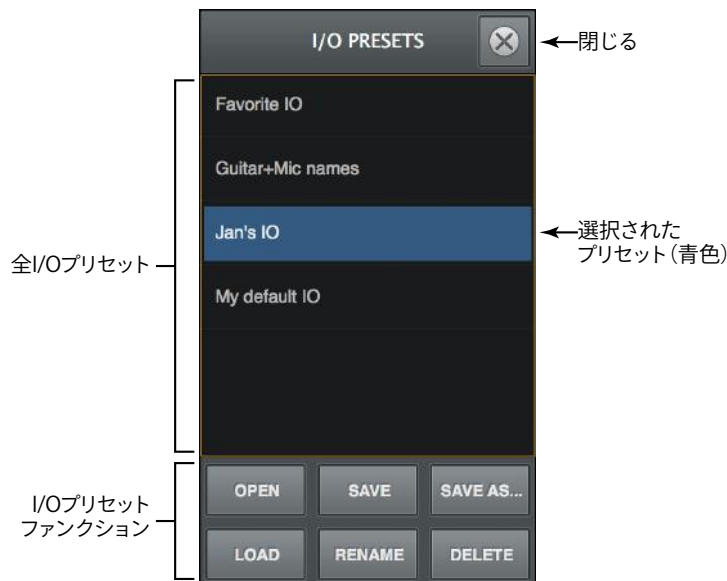 I/O PRESETS
閉じる
Favorite IO
Guitar+Mic names
Jan's IO
選択された
プリセット（青色）
全I/Oプリセット
My default IO
OPEN
SAVE
SAVE AS...
I/Oプリセット
ファンクション
LOAD
RENAME
DELETE